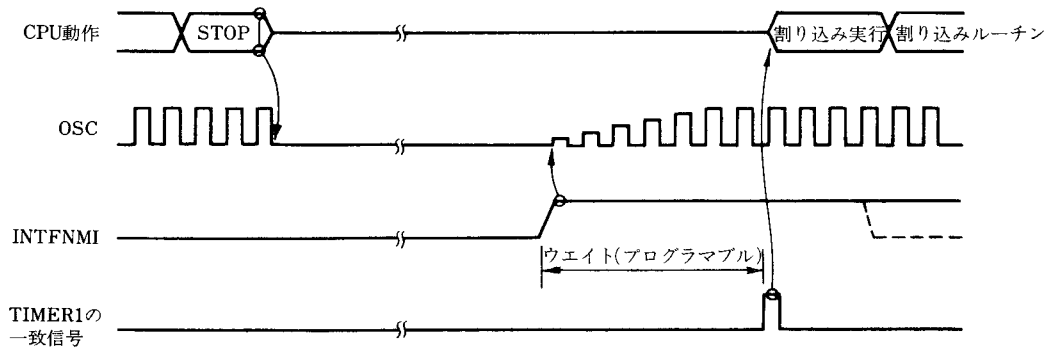 CPU動作
STOP
割り込み実行
割り込みルーチン
OSC
INTFNMI
ウエイト(プログラマブル)
TIMER1の
一致信号